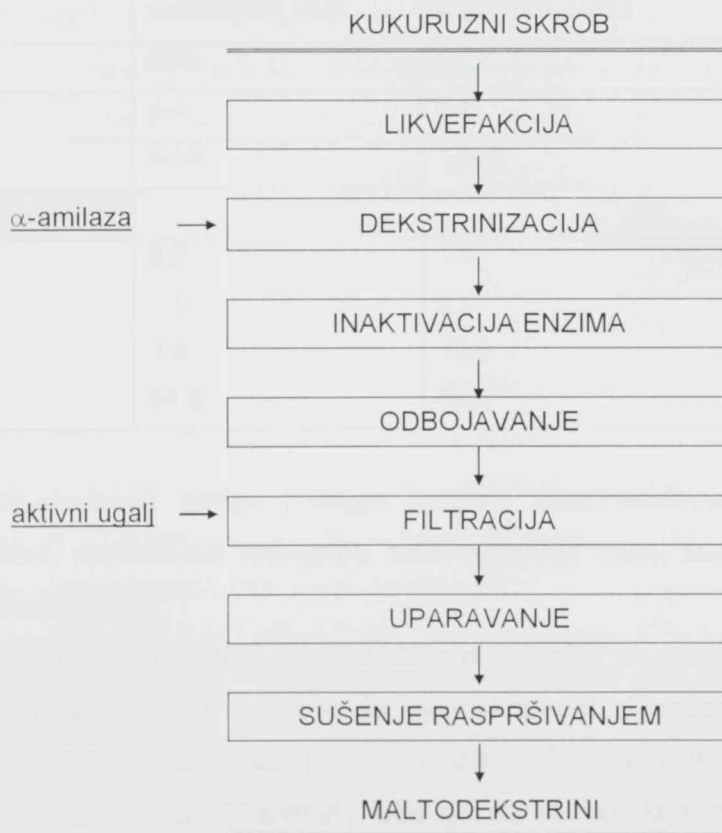 KUKURUZNI SKROB
LIKVEFAKCIJA
α-amilaza
DEKSTRINIZACIJA
INAKTIVACIJA ENZIMA
ODBOJAVANJE
aktivni ugalj
FILTRACIJA
UPARAVANJE
SUŠENJE RASPRŠIVANJEM
MALTODEKSTRINI